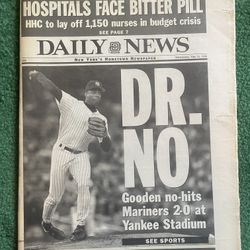 HOSPITALS FACE BITTER PILL
HHC to lay off 1,150 nurses in budget crisis
SEE PAGE 7
DAILY NEWS
NEW YORK'S HOMETOWN NEWSPAPER
DR.
NO
Gooden no-hits
Mariners 2-0 at
Yankee Stadium
SEE SPORTS